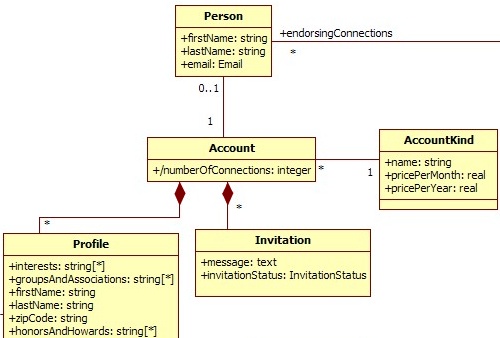 Person
+firstName: string
+lastName: string
+email: Email
+endorsingConnections
*
0..1
1
Account
+/numberOfConnections: integer
*
1
AccountKind
+name: string
+pricePerMonth: real
+pricePerYear: real
*
*
Profile
+interests: string[*]
+groupsAndAssociations: string[*]
+firstName: string
+lastName: string
+zipCode: string
+honorsAndHowards: string[*]
Invitation
+message: text
+invitationStatus: InvitationStatus